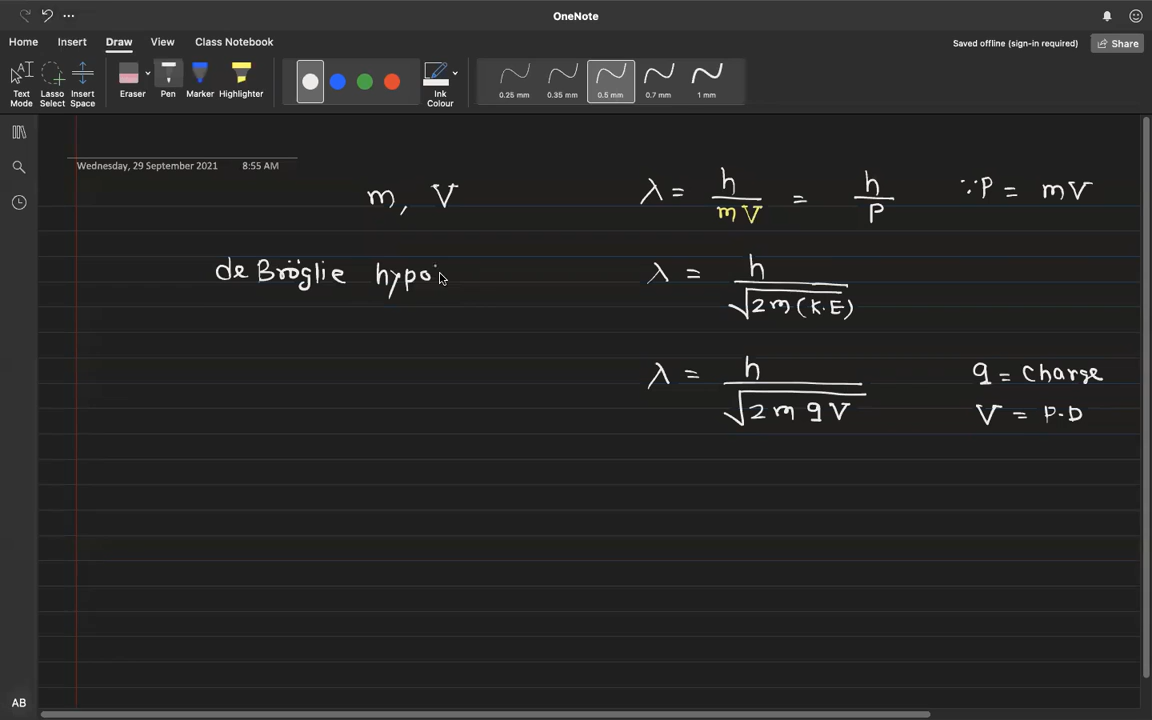 OneNote
Home Insert Draw View Class Notebook
Saved offline (sign-in required) Share
Text Mode Lasso Select Insert Space Eraser Pen Marker Highlighter Ink Colour 0.25 mm 0.35 mm 0.5 mm 0.7 mm 1 mm
Wednesday, 29 September 2021 8:55 AM
m, V
λ = h/mV = h/P ∵P = mV
de Bröglie
λ = h/√2m(K.E)
λ = h/√2mqV
q = Charge
V = P.D
AB